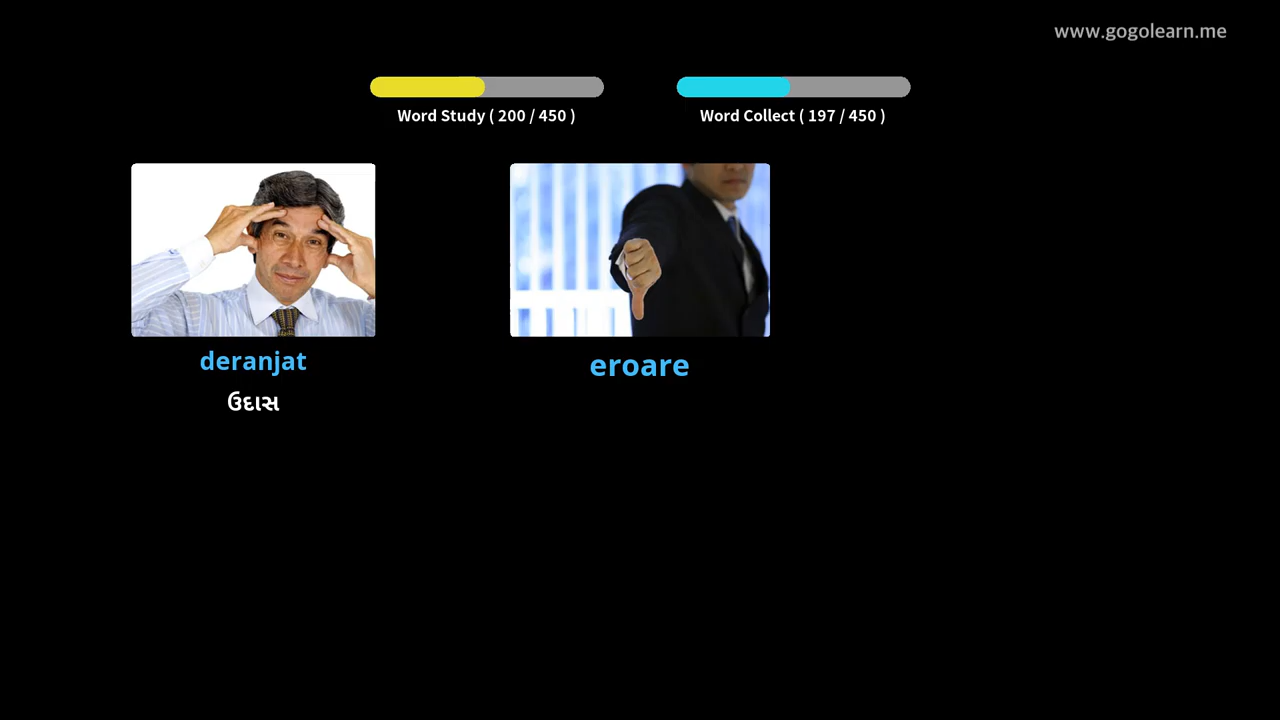 www.gogolearn.me
Word Study ( 200 / 450 )
Word Collect ( 197 / 450 )
deranjat
ઉદાસ
eroare